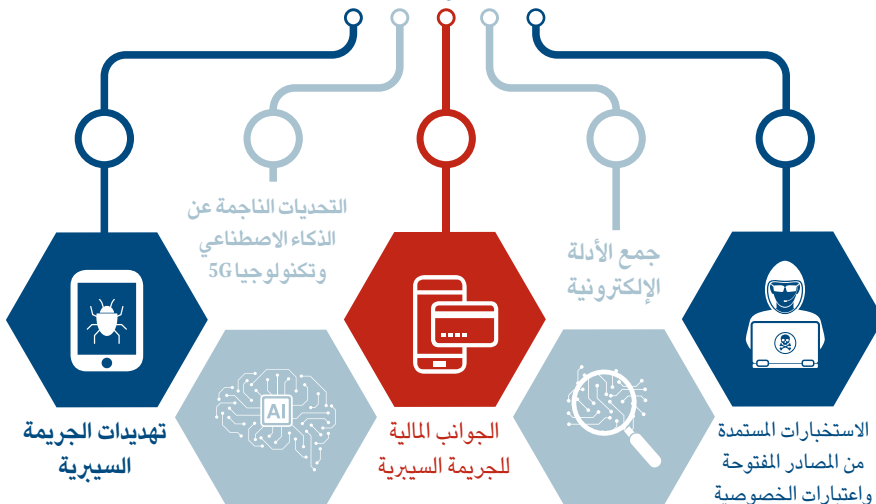 الاستخبارات المستمدة
من المصادر المفتوحة
واعتبارات الخصوصية
جمع الأدلة
الإلكترونية
الجوانب المالية
للجريمة السيبرية
التحديات الناجمة عن
الذكاء الاصطناعي
وتكنولوجيا 5G
AI
تهديدات الجريمة
السيبرية